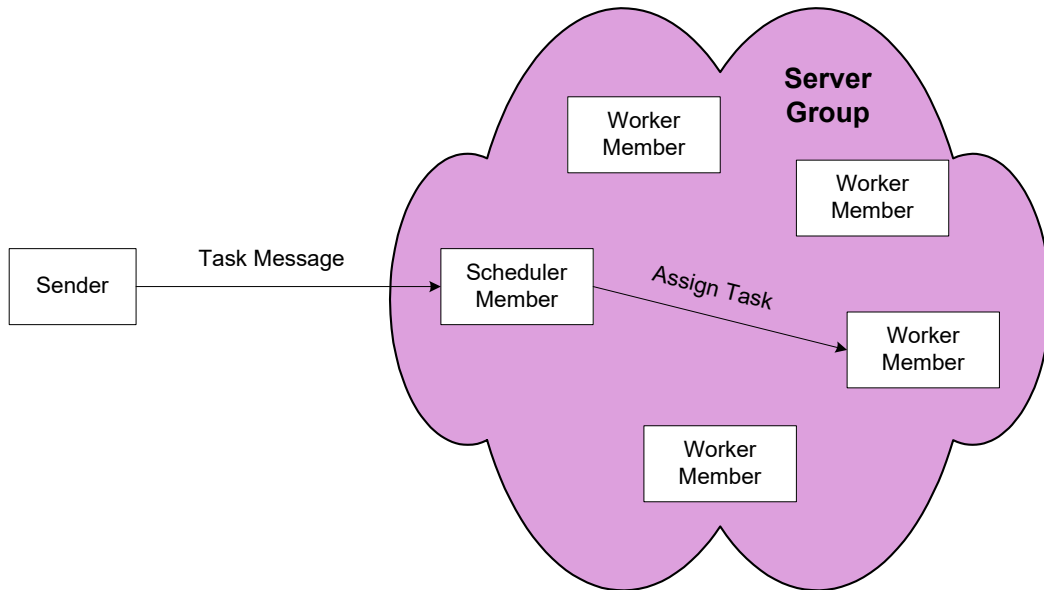 Server
Group
Worker
Member
Worker
Member
Sender
Task Message
Scheduler
Member
Assign Task
Worker
Member
Worker
Member